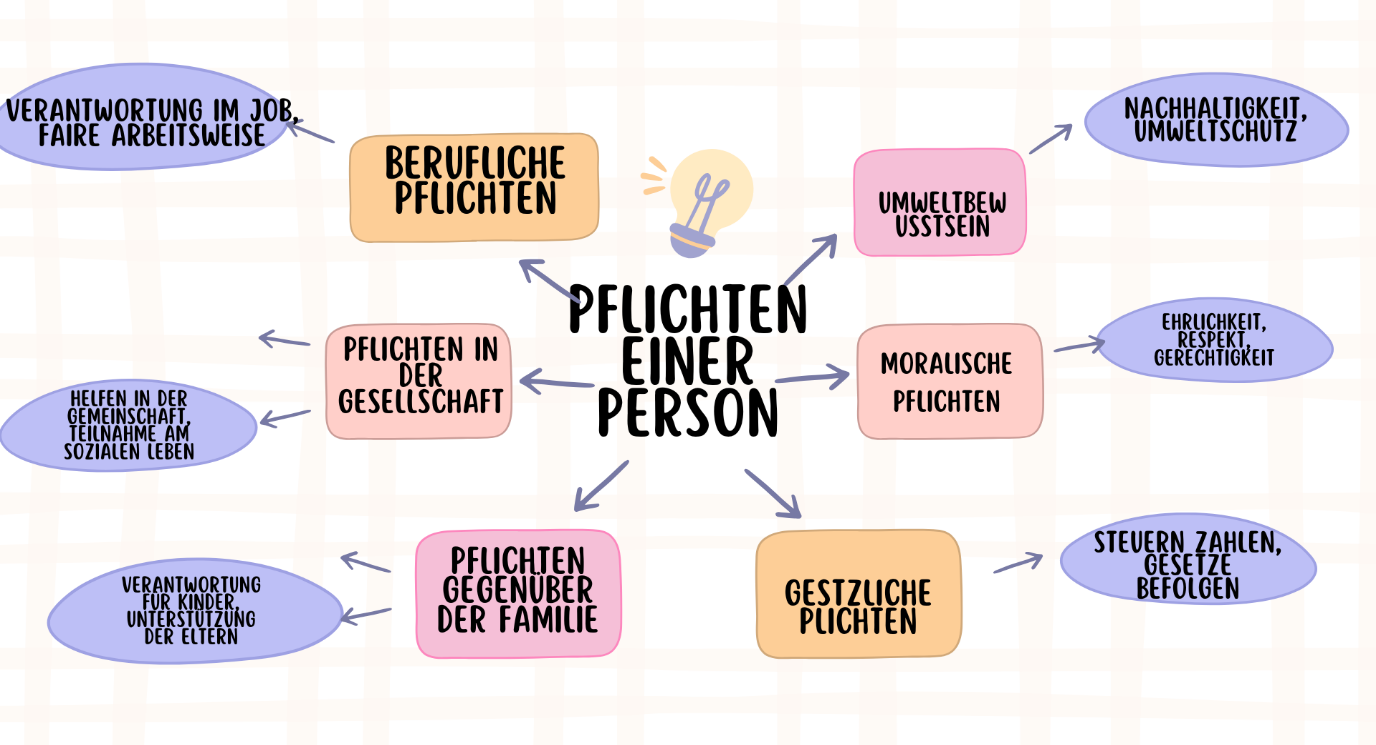 VERANTWORTUNG IM JOB,
FAIRE ARBEITSWEISE
BERUFLICHE
PFLICHTEN
NACHHALTIGKEIT,
UMWELTSCHUTZ
UMWELTBEW
USSTSEIN
PFLICHTEN
EINER
PERSON
PFLICHTEN IN
DER
GESELLSCHAFT
MORALISCHE
PFLICHTEN
EHRLICHKEIT,
RESPEKT,
GERECHTIGKEIT
HELFEN IN DER
GEMEINSCHAFT,
TEILNAHME AM
SOZIALEN LEBEN
PFLICHTEN
GEGENÜBER
DER FAMILIE
VERANTWORTUNG
FÜR KINDER,
UNTERSTÜTZUNG
DER ELTERN
GESTZLICHE
PLICHTEN
STEUERN ZAHLEN,
GESETZE
BEFOLGEN